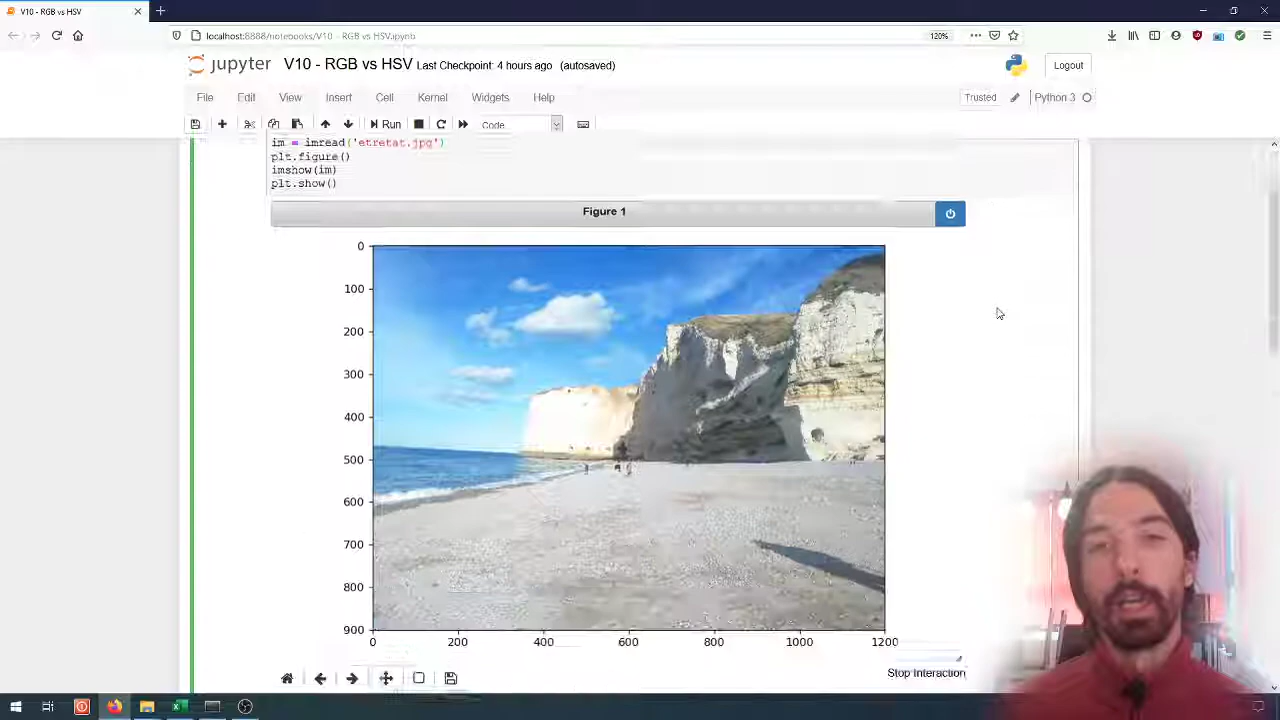 V10 - RGB vs HSV
localhost:8888/notebooks/V10 - RGB vs HSV.ipynb
120%
jupyter V10 - RGB vs HSV Last Checkpoint: 4 hours ago (autosaved)
Logout
File Edit View Insert Cell Kernel Widgets Help
Trusted Python 3
Run Code
im = imread('etretat.jpg')
plt.figure()
imshow(im)
plt.show()
Figure 1
0
100
200
300
400
500
600
700
800
900
0 200 400 600 800 1000 1200
Stop Interaction